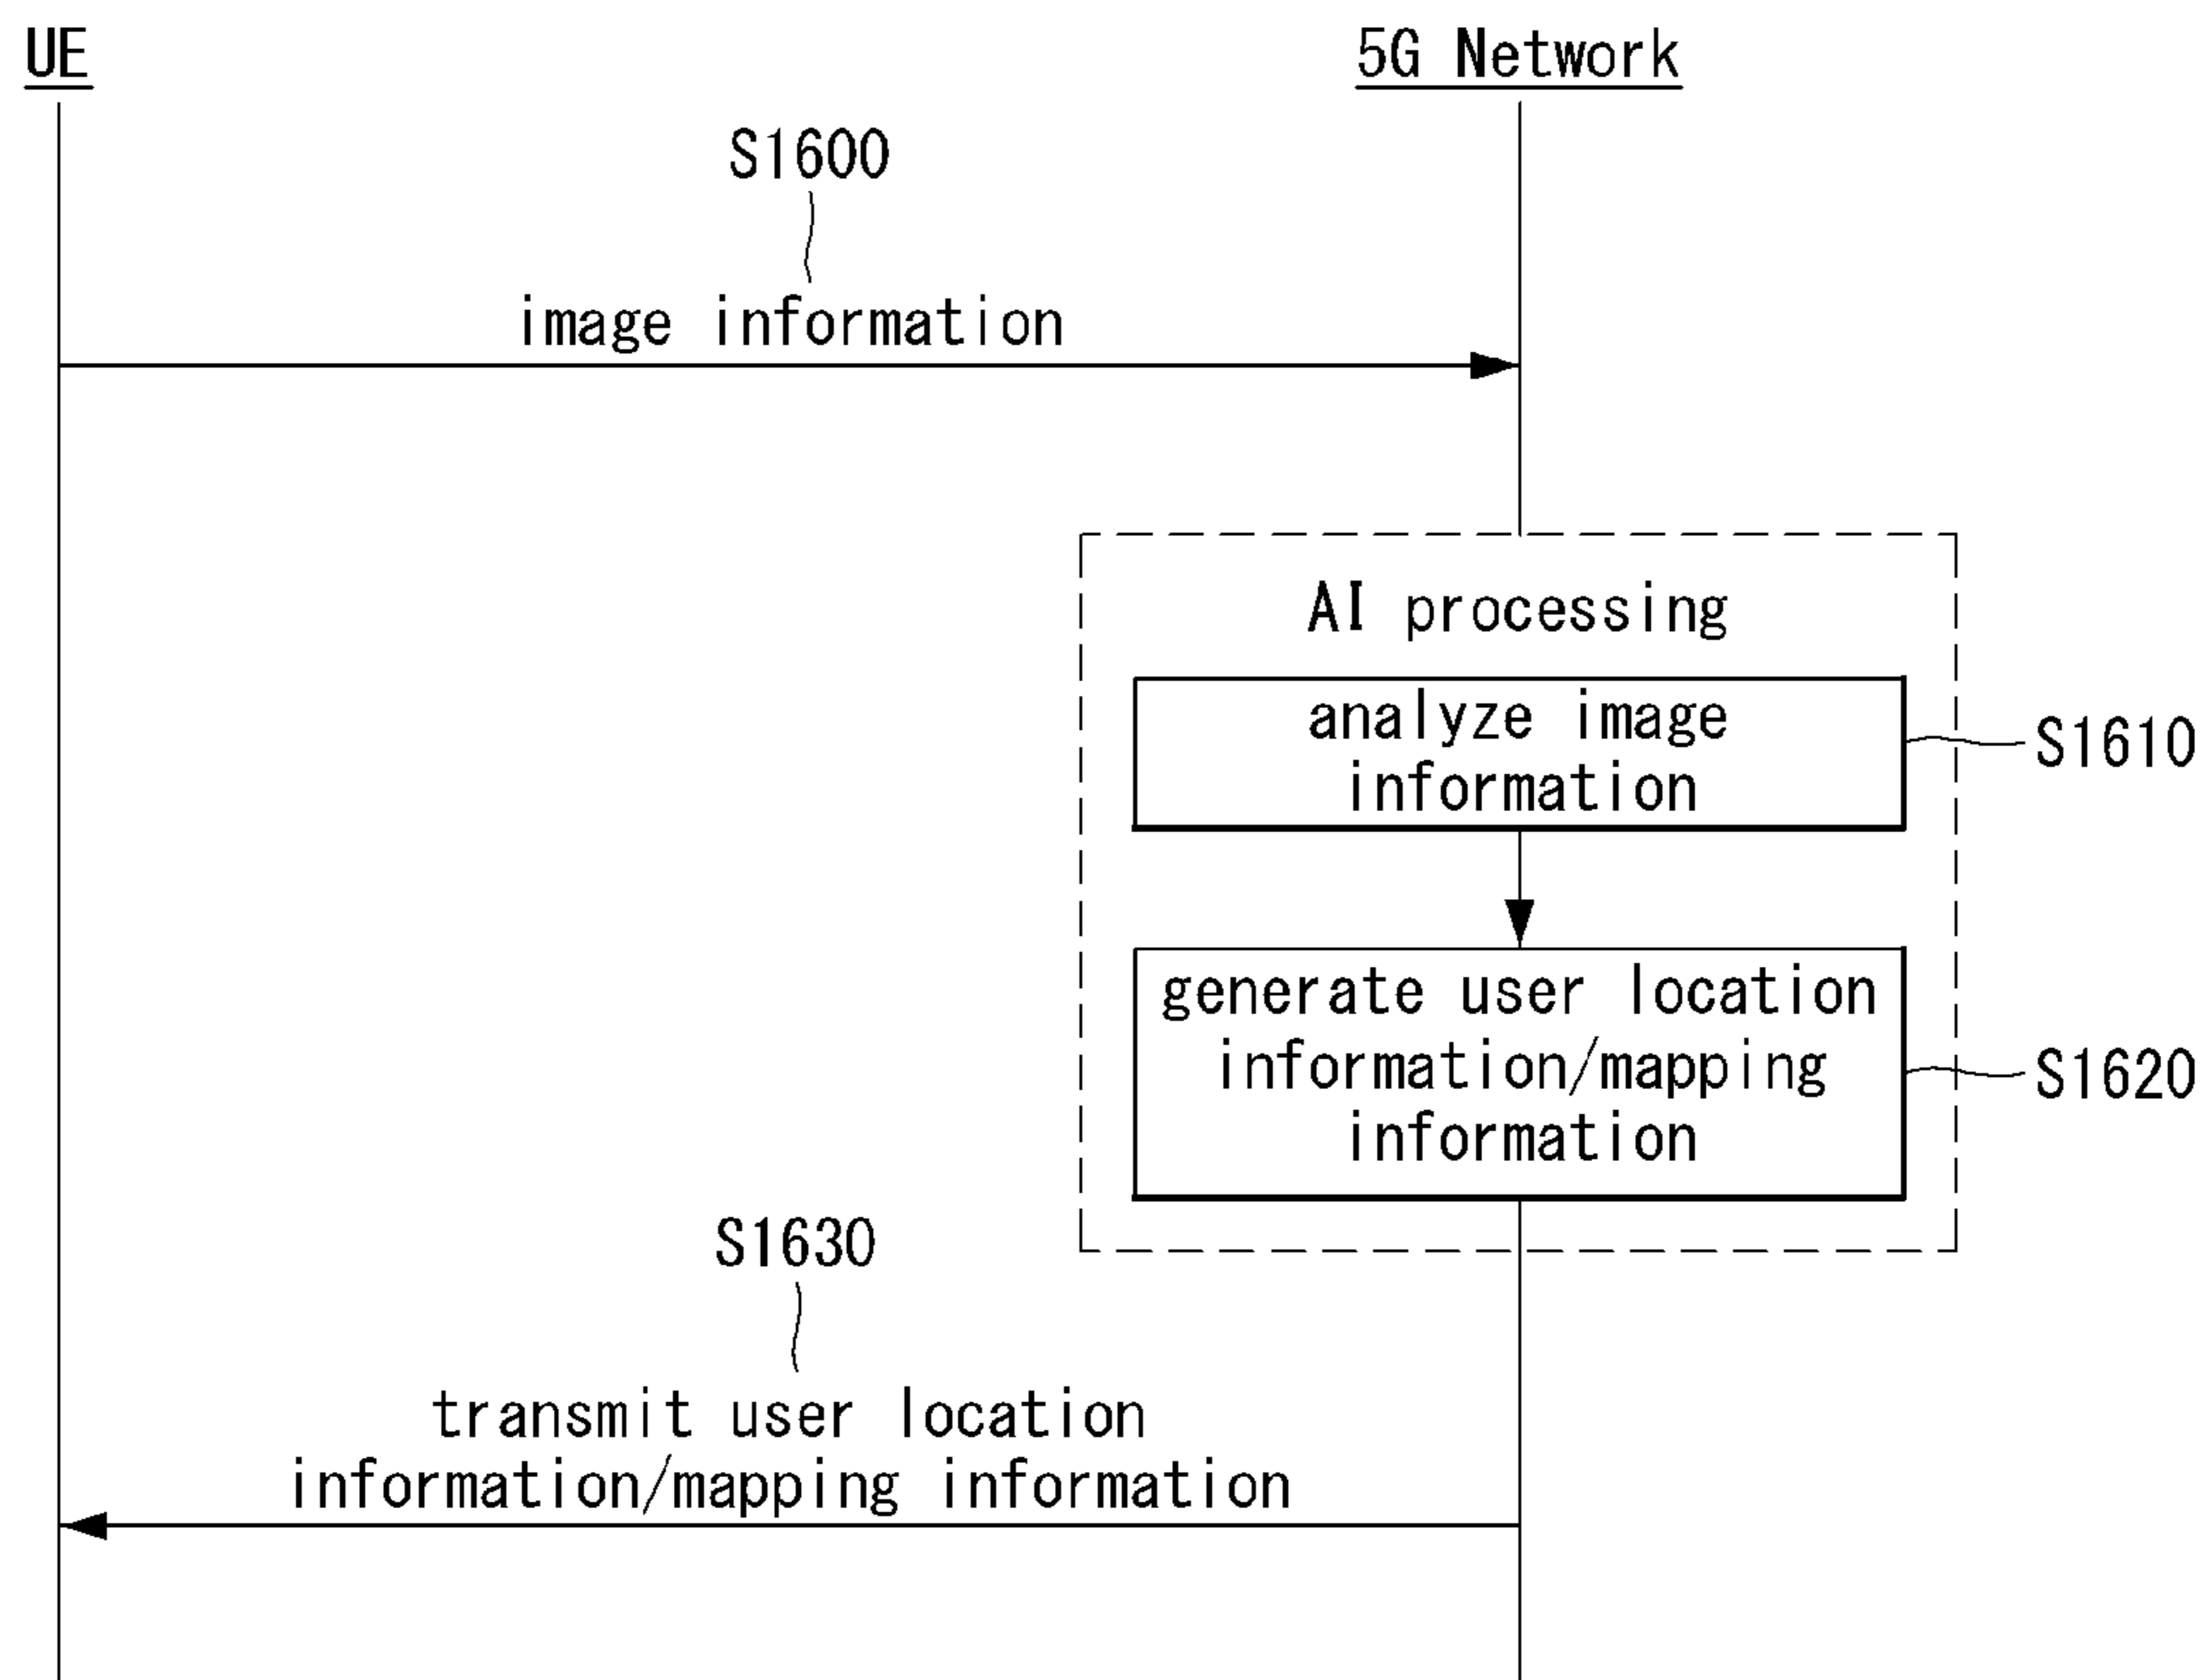 UE
5G Network
S1600
image information
AI processing
analyze image
information
S1610
generate user location
information/mapping
information
S1620
S1630
transmit user location
information/mapping information